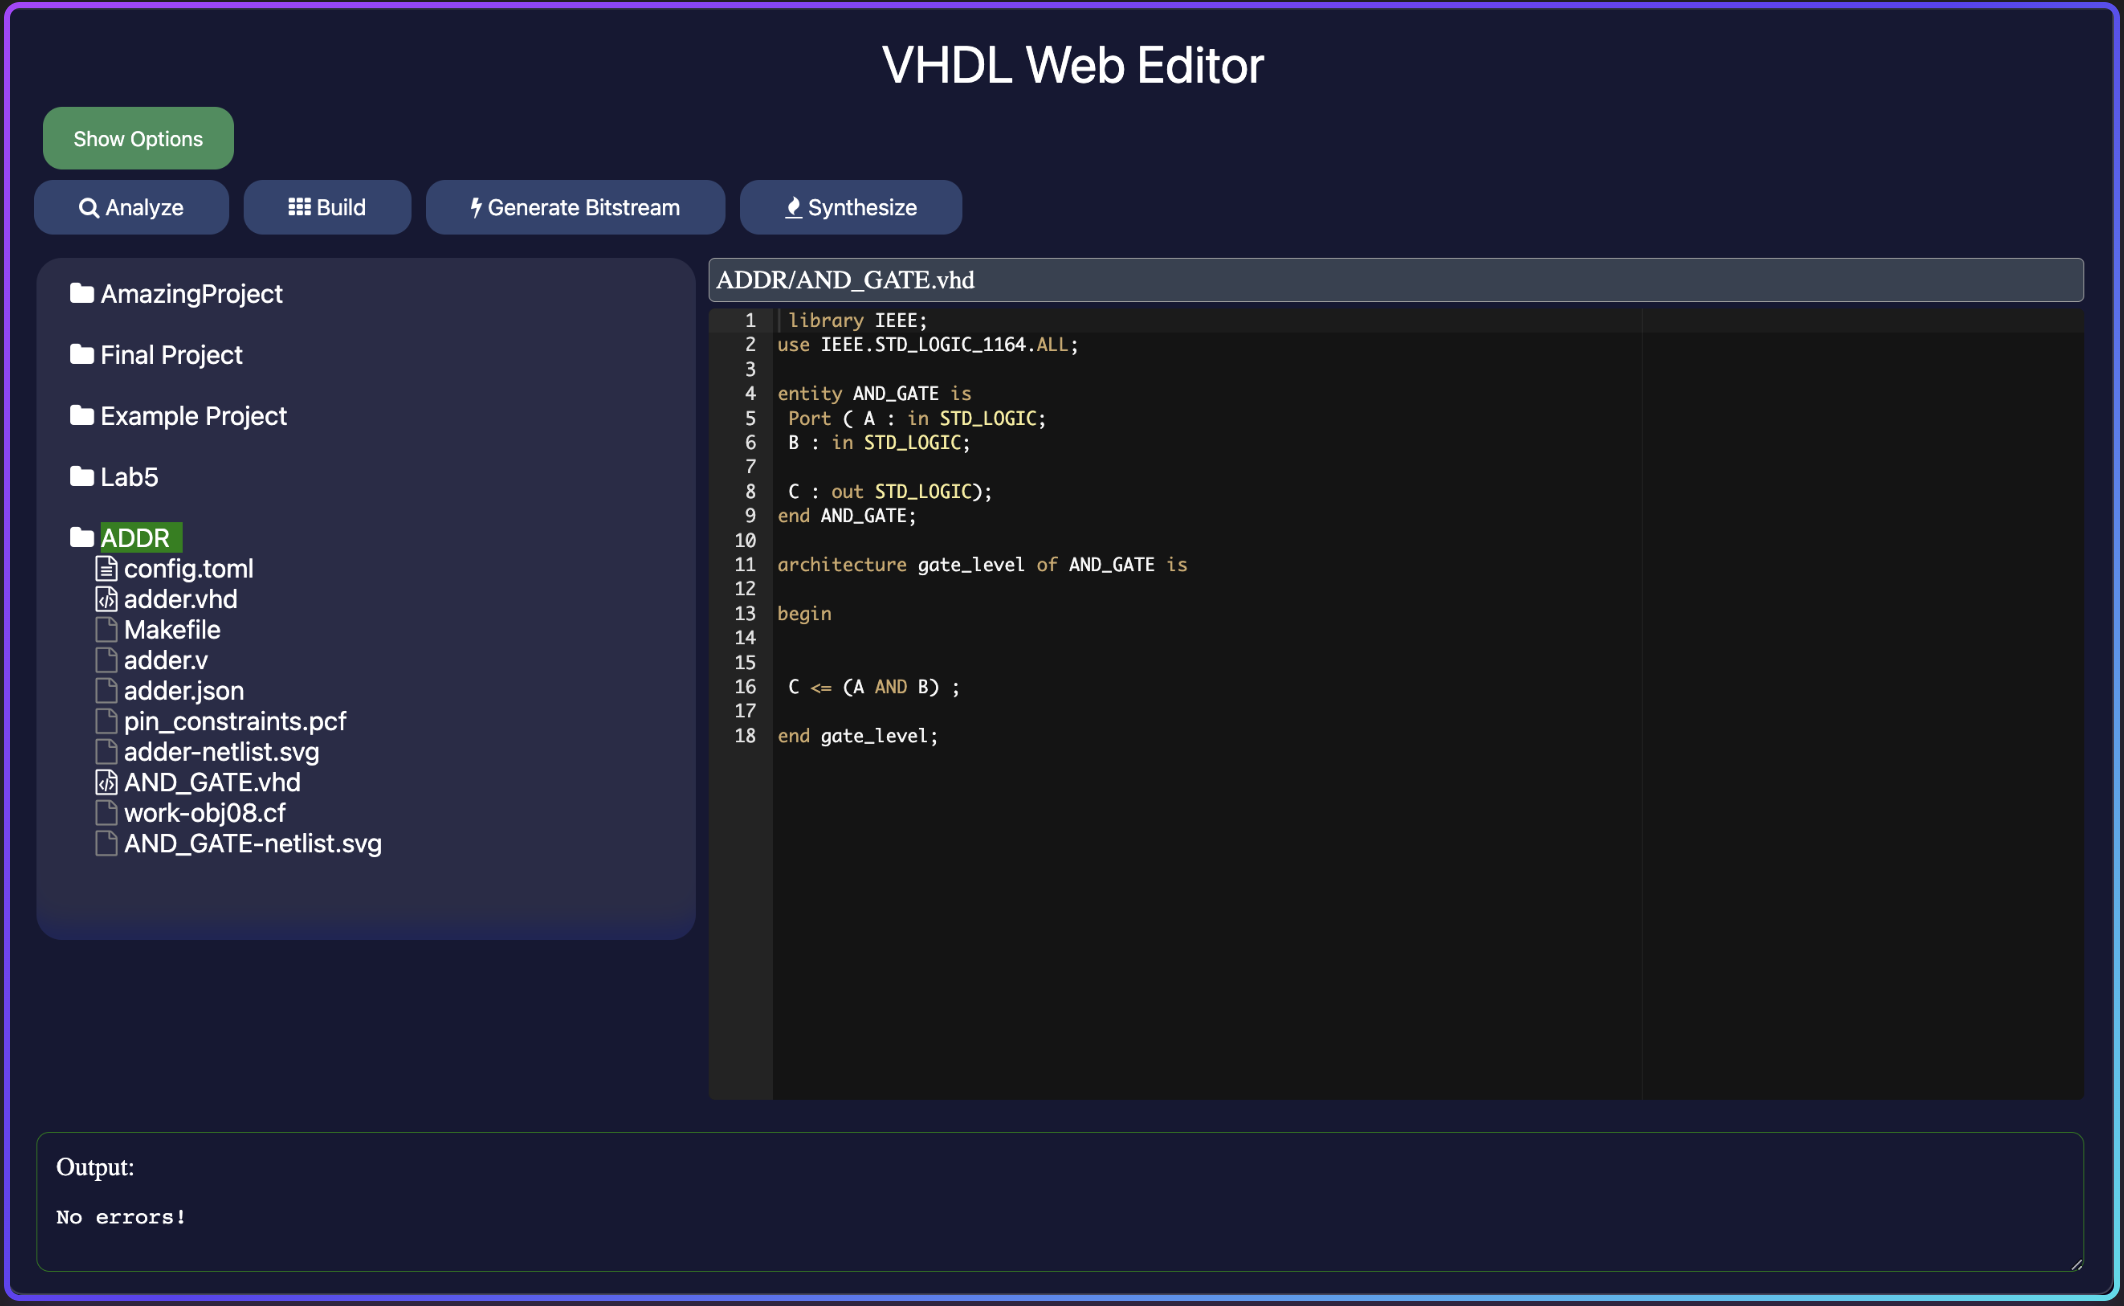 VHDL Web Editor
Show Options
Analyze
Build
Generate Bitstream
Synthesize
AmazingProject
Final Project
Example Project
Lab5
ADDR
config.toml
adder.vhd
Makefile
adder.v
adder.json
pin_constraints.pcf
adder-netlist.svg
AND_GATE.vhd
work-obj08.cf
AND_GATE-netlist.svg
ADDR/AND_GATE.vhd
1 library IEEE;
2 use IEEE.STD_LOGIC_1164.ALL;
3
4 entity AND_GATE is
5 Port ( A : in STD_LOGIC;
6 B : in STD_LOGIC;
7
8 C : out STD_LOGIC);
9 end AND_GATE;
10
11 architecture gate_level of AND_GATE is
12
13 begin
14
15
16 C <= (A AND B) ;
17
18 end gate_level;
Output:
No errors!